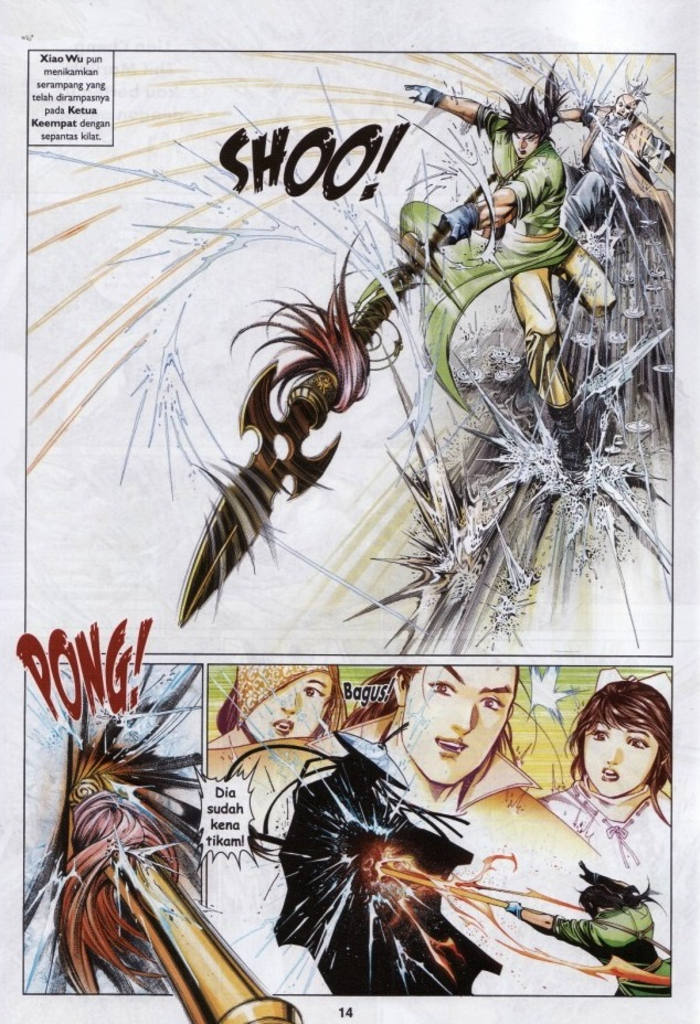 Xiao Wu pun
menikamkan
serampang yang
telah dirampasnya
pada Ketua
Keempat dengan
sepantas kilat.
SHOO!
PONG!
Bagus!
Dia
sudah
kena
tikam!
14